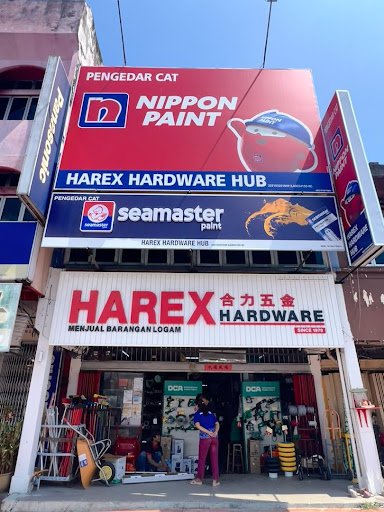 PENGEDAR CAT
n
NIPPON
PAINT
HAREX HARDWARE HUB
Panasonic
PENGEDAR CAT
seamaster
paint
seamaster
HAREX HARDWARE HUB
HAREX 合力五金
HARDWARE
MENJUAL BARANGAN LOGAM
SINCE 1970
DCA
DCA